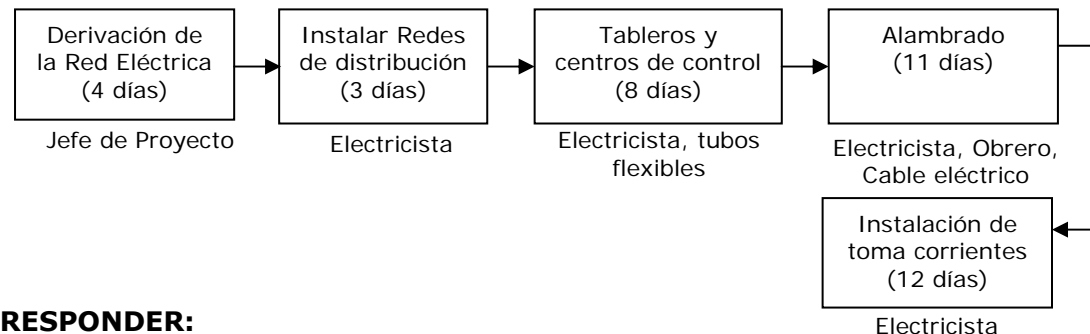 Derivación de
la Red Eléctrica
(4 días)
Jefe de Proyecto
Instalar Redes
de distribución
(3 días)
Electricista
Tableros y
centros de control
(8 días)
Electricista, tubos
flexibles
Alambrado
(11 días)
Electricista, Obrero,
Cable eléctrico
Instalación de
toma corrientes
(12 días)
Electricista
RESPONDER: